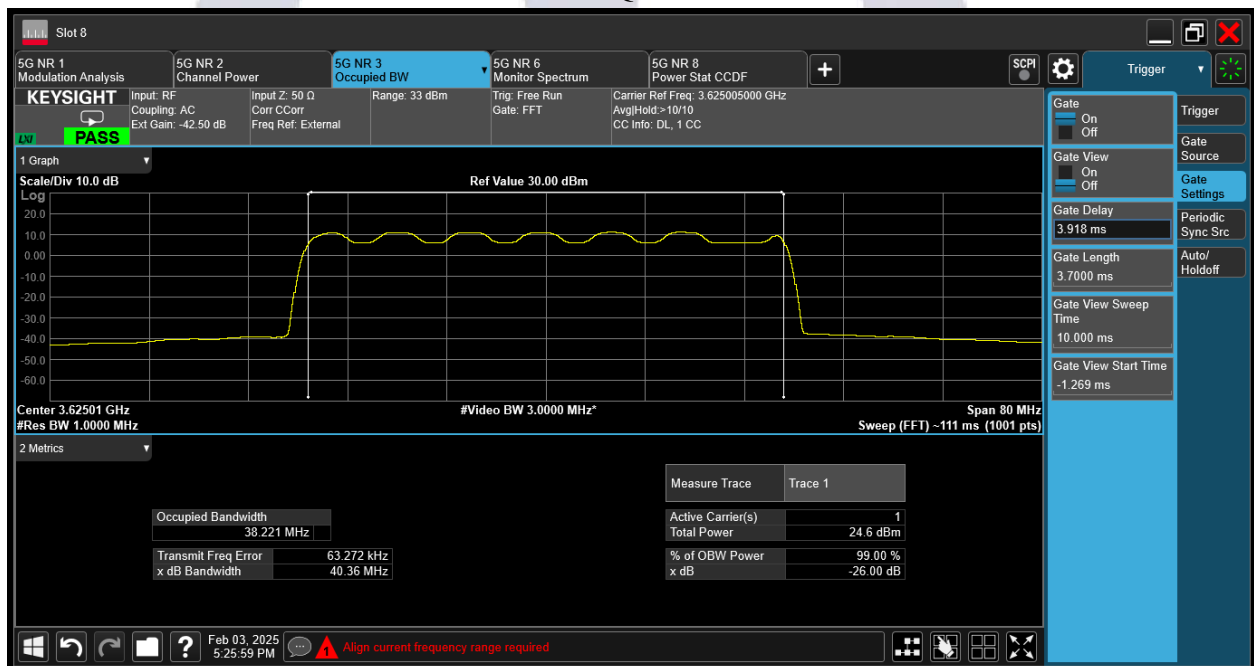 Slot 8
5G NR 1
Modulation Analysis
5G NR 2
Channel Power
5G NR 3
Occupied BW
5G NR 6
Monitor Spectrum
5G NR 8
Power Stat CCDF
+
SCPI
Trigger
KEYSIGHT
LXI
PASS
Input: RF
Coupling: AC
Ext Gain: -42.50 dB
Input Z: 50 Ω
Corr CCorr
Freq Ref: External
Range: 33 dBm
Trig: Free Run
Gate: FFT
Carrier Ref Freq: 3.625005000 GHz
Avg|Hold:>10/10
CC Info: DL, 1 CC
1 Graph
Scale/Div 10.0 dB
Ref Value 30.00 dBm
Log
20.0
10.0
0.00
-10.0
-20.0
-30.0
-40.0
-50.0
-60.0
Center 3.62501 GHz
#Video BW 3.0000 MHz*
Span 80 MHz
#Res BW 1.0000 MHz
Sweep (FFT) ~111 ms (1001 pts)
2 Metrics
Measure Trace Trace 1
Occupied Bandwidth
38.221 MHz
Active Carrier(s) 1
Total Power 24.6 dBm
Transmit Freq Error 63.272 kHz
x dB Bandwidth 40.36 MHz
% of OBW Power 99.00 %
x dB -26.00 dB
Gate
On
Off
Gate View
On
Off
Gate Delay
3.918 ms
Gate Length
3.7000 ms
Gate View Sweep
Time
10.000 ms
Gate View Start Time
-1.269 ms
Trigger
Gate
Source
Gate
Settings
Periodic
Sync Src
Auto/
Holdoff
?
Feb 03, 2025
5:25:59 PM
1
Align current frequency range required